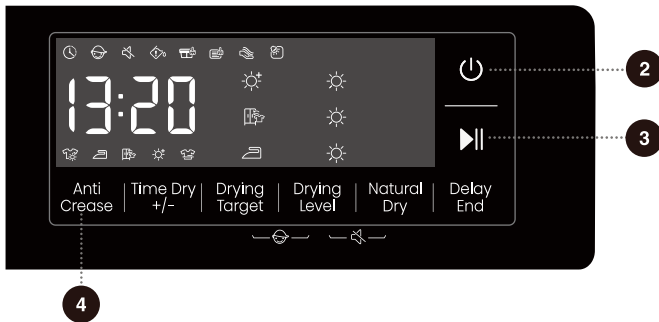 13:20
2
3
Anti Crease
Time Dry +/-
Drying Target
Drying Level
Natural Dry
Delay End
4